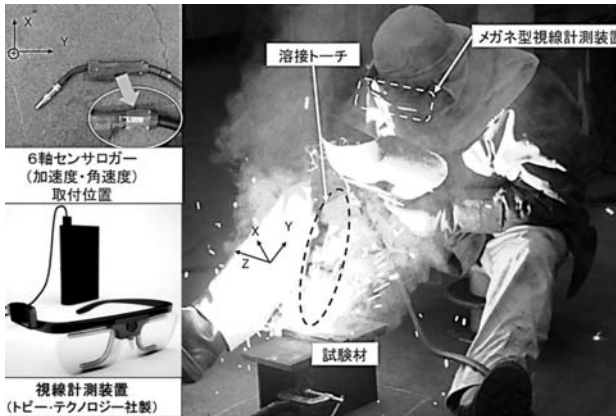 X
Y
6軸センサロガー
(加速度・角速度)
取付位置
視線計測装置
(トビー・テクノロジー社製)
溶接トーチ
メガネ型視線計測装置
X
Y
Z
試験材